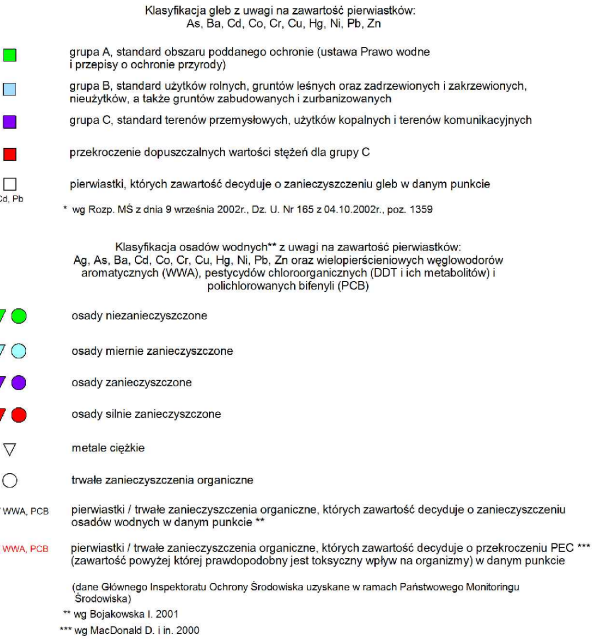 Klasyfikacja gleb z uwagi na zawartość pierwiastków:
As, Ba, Cd, Co, Cr, Cu, Hg, Ni, Pb, Zn
grupa A, standard obszaru poddanego ochronie (ustawa Prawo wodne
i przepisy o ochronie przyrody)
grupa B, standard użytków rolnych, gruntów leśnych oraz zadrzewionych i zakrzewionych,
nieużytków, a także gruntów zabudowanych i zurbanizowanych
grupa C, standard terenów przemysłowych, użytków kopalnych i terenów komunikacyjnych
przekroczenie dopuszczalnych wartości stężeń dla grupy C
pierwiastki, których zawartość decyduje o zanieczyszczeniu gleb w danym punkcie
Cd, Pb
* wg Rozp. MŚ z dnia 9 września 2002r., Dz. U. Nr 165 z 04.10.2002r., poz. 1359
Klasyfikacja osadów wodnych** z uwagi na zawartość pierwiastków:
Ag, As, Ba, Cd, Co, Cr, Cu, Hg, Ni, Pb, Zn oraz wielopierścieniowych węglowodorów
aromatycznych (WWA), pestycydów chloroorganicznych (DDT i ich metabolitów) i
polichlorowanych bifenyli (PCB)
osady niezanieczyszczone
osady miernie zanieczyszczone
osady zanieczyszczone
osady silnie zanieczyszczone
metale ciężkie
trwałe zanieczyszczenia organiczne
WWA, PCB pierwiastki / trwałe zanieczyszczenia organiczne, których zawartość decyduje o zanieczyszczeniu
osadów wodnych w danym punkcie **
WWA, PCB pierwiastki / trwałe zanieczyszczenia organiczne, których zawartość decyduje o przekroczeniu PEC ***
(zawartość powyżej której prawdopodobny jest toksyczny wpływ na organizmy) w danym punkcie
(dane Głównego Inspektoratu Ochrony Środowiska uzyskane w ramach Państwowego Monitoringu
Środowiska)
** wg Bojakowska I. 2001
*** wg MacDonald D. i in. 2000